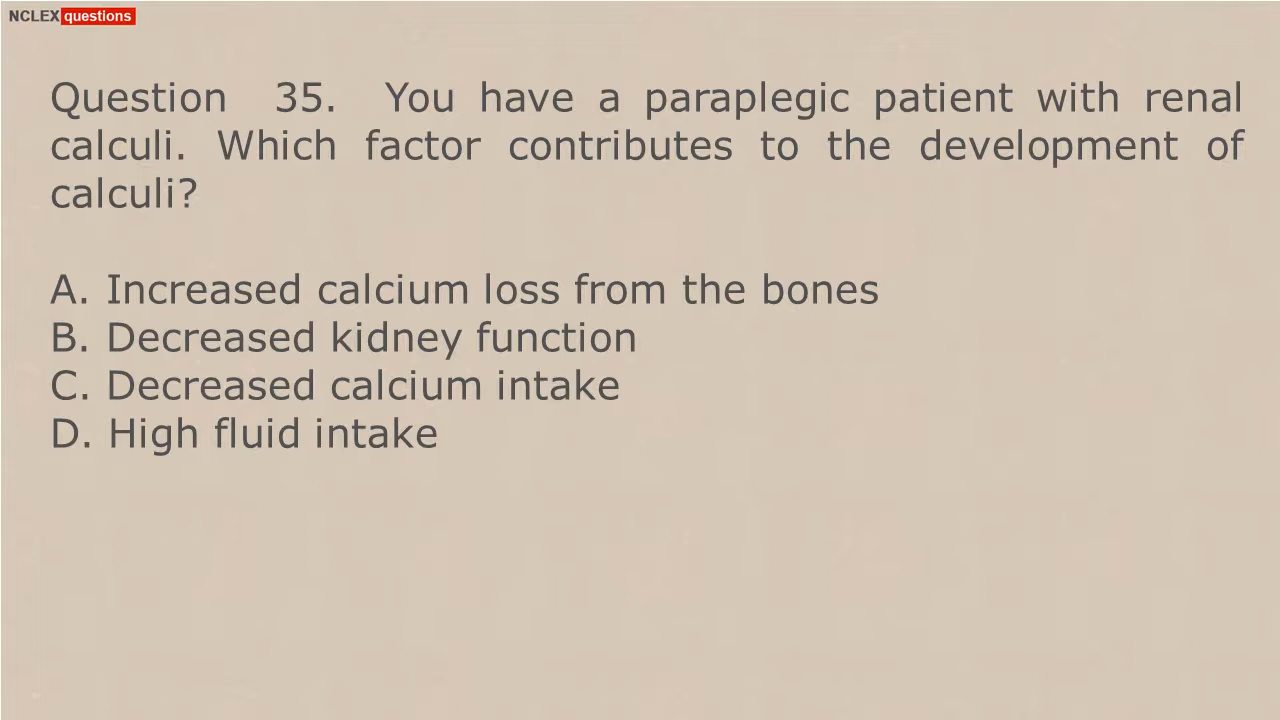 NCLEX questions
Question 35. You have a paraplegic patient with renal
calculi. Which factor contributes to the development of
calculi?
A. Increased calcium loss from the bones
B. Decreased kidney function
C. Decreased calcium intake
D. High fluid intake